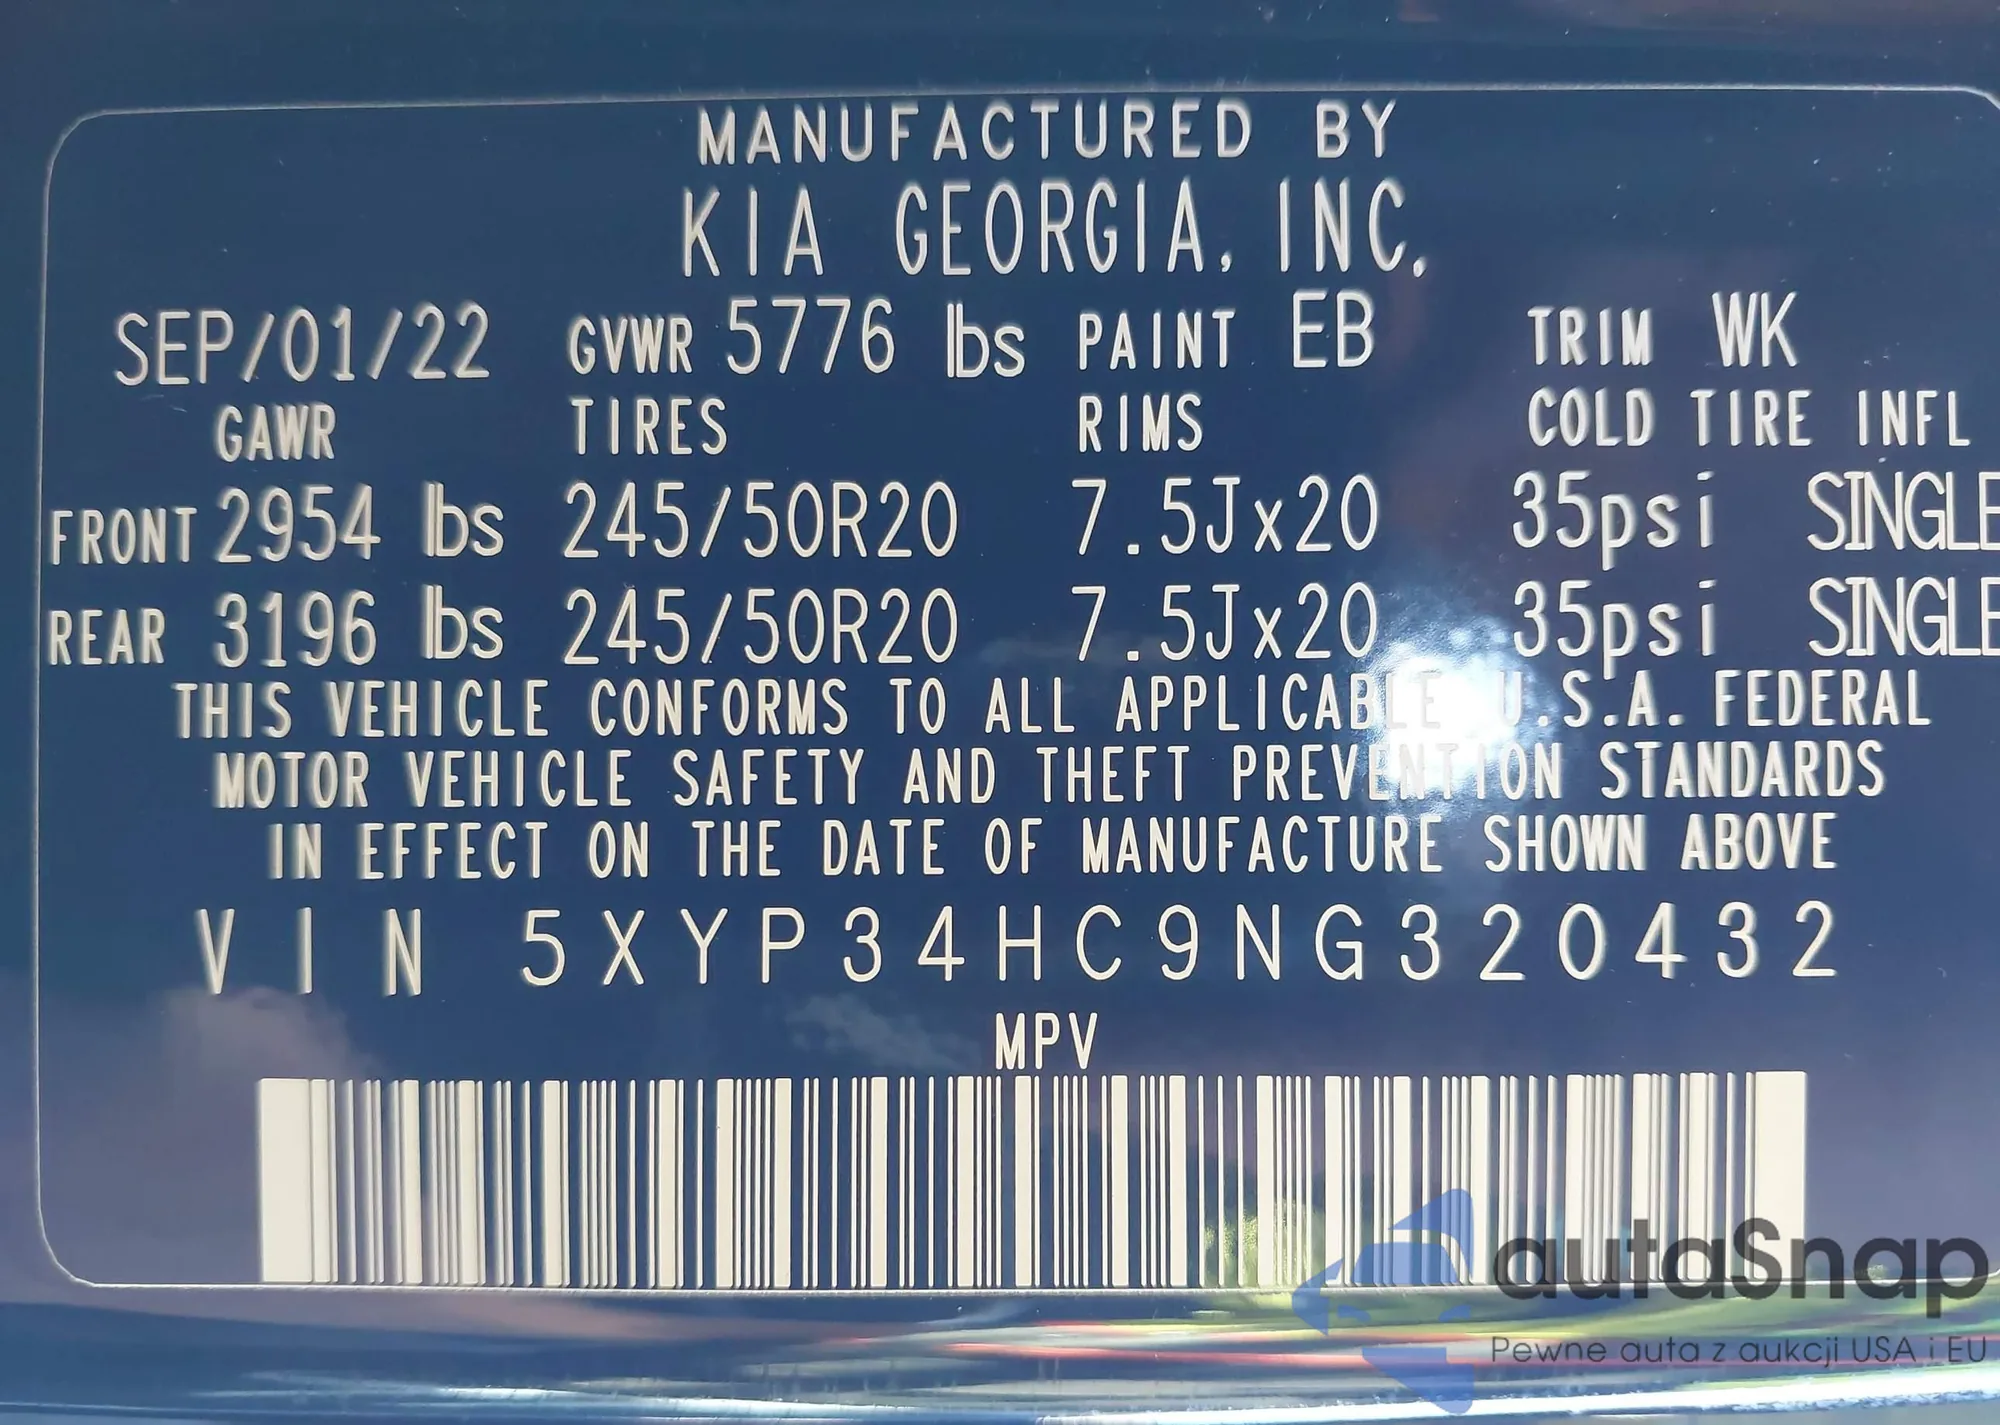 MANUFACTURED BY
KIA GEORGIA, INC.
SEP/01/22 GVWR 5776 lbs PAINT EB TRIM WK
GAWR TIRES RIMS COLD TIRE INFL
FRONT 2954 lbs 245/50R20 7.5Jx20 35psi SINGLE
REAR 3196 lbs 245/50R20 7.5Jx20 35psi SINGLE
THIS VEHICLE CONFORMS TO ALL APPLICABLE U.S.A. FEDERAL
MOTOR VEHICLE SAFETY AND THEFT PREVENTION STANDARDS
IN EFFECT ON THE DATE OF MANUFACTURE SHOWN ABOVE
VIN 5XYP34HC9NG320432
MPV
autaSnap
Pewne auta z aukcji USA i EU